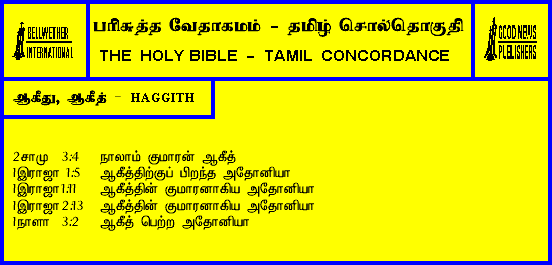 BELLWETHER
INTERNATIONAL
பரிசுத்த வேதாகமம் - தமிழ் சொல்தொகுதி
THE HOLY BIBLE - TAMIL CONCORDANCE
GOOD NEWS
PUBLISHERS
ஆகீது, ஆகீத் - HAGGITH
2சாமு 3:4 நாலாம் குமாரன் ஆகீத்
1இராஜா 1:5 ஆகீத்திற்குப் பிறந்த அதோனியா
1இராஜா 1:11 ஆகீத்தின் குமாரனாகிய அதோனியா
1இராஜா 2:13 ஆகீத்தின் குமாரனாகிய அதோனியா
1நாளா 3:2 ஆகீத் பெற்ற அதோனியா